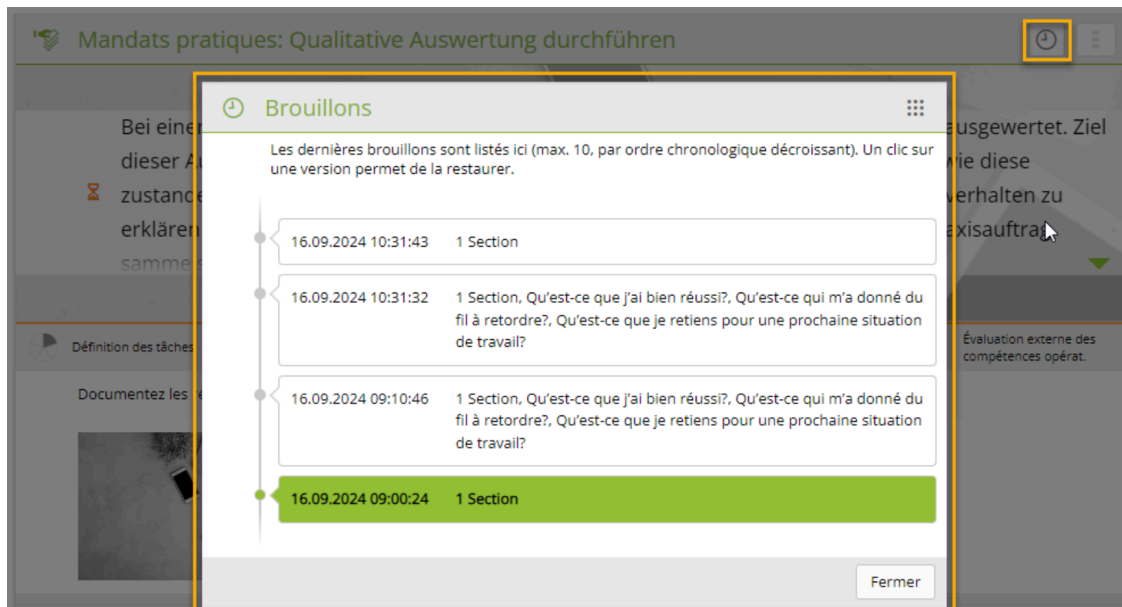 Mandats pratiques: Qualitative Auswertung durchführen
Brouillons
Les dernières brouillons sont listés ici (max. 10, par ordre chronologique décroissant). Un clic sur
une version permet de la restaurer.
Bei einer
ausgewertet. Ziel
dieser
wie diese
zustande
verhalten zu
erklären
samme
16.09.2024 10:31:43 1 Section
16.09.2024 10:31:32 1 Section, Qu’est-ce que j’ai bien réussi?, Qu’est-ce qui m’a donné du
fil à retordre?, Qu’est-ce que je retiens pour une prochaine situation
de travail?
Définition des tâches
Évaluation externe des
compétences opérat.
Documentez les
16.09.2024 09:10:46 1 Section, Qu’est-ce que j’ai bien réussi?, Qu’est-ce qui m’a donné du
fil à retordre?, Qu’est-ce que je retiens pour une prochaine situation
de travail?
16.09.2024 09:00:24 1 Section
Fermer